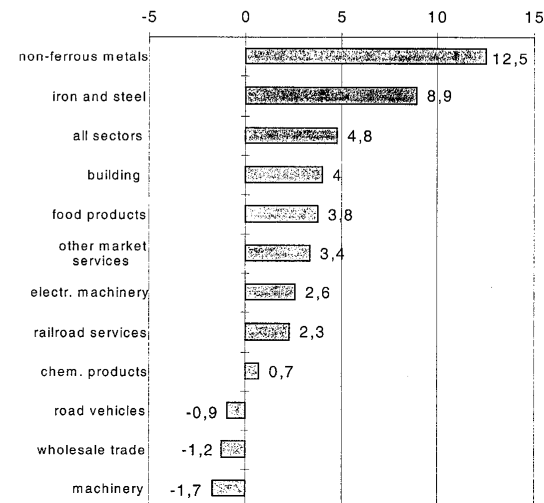 -5 0 5 10 15
non-ferrous metals 12,5
iron and steel 8,9
all sectors 4,8
building 4
food products 3,8
other market
services 3,4
electr. machinery 2,6
railroad services 2,3
chem. products 0,7
road vehicles -0,9
wholesale trade -1,2
machinery -1,7